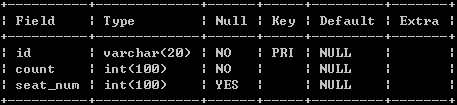 Field | Type | Null | Key | Default | Extra
id | varchar(20) | NO | PRI | NULL |
count | int(100) | NO | | NULL |
seat_num | int(100) | YES | | NULL |